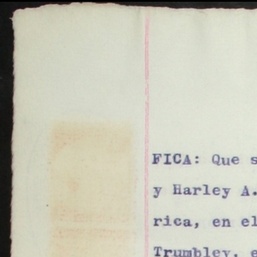 FICA: Que s
y Harley A.
rica, en el
Trumbley, e